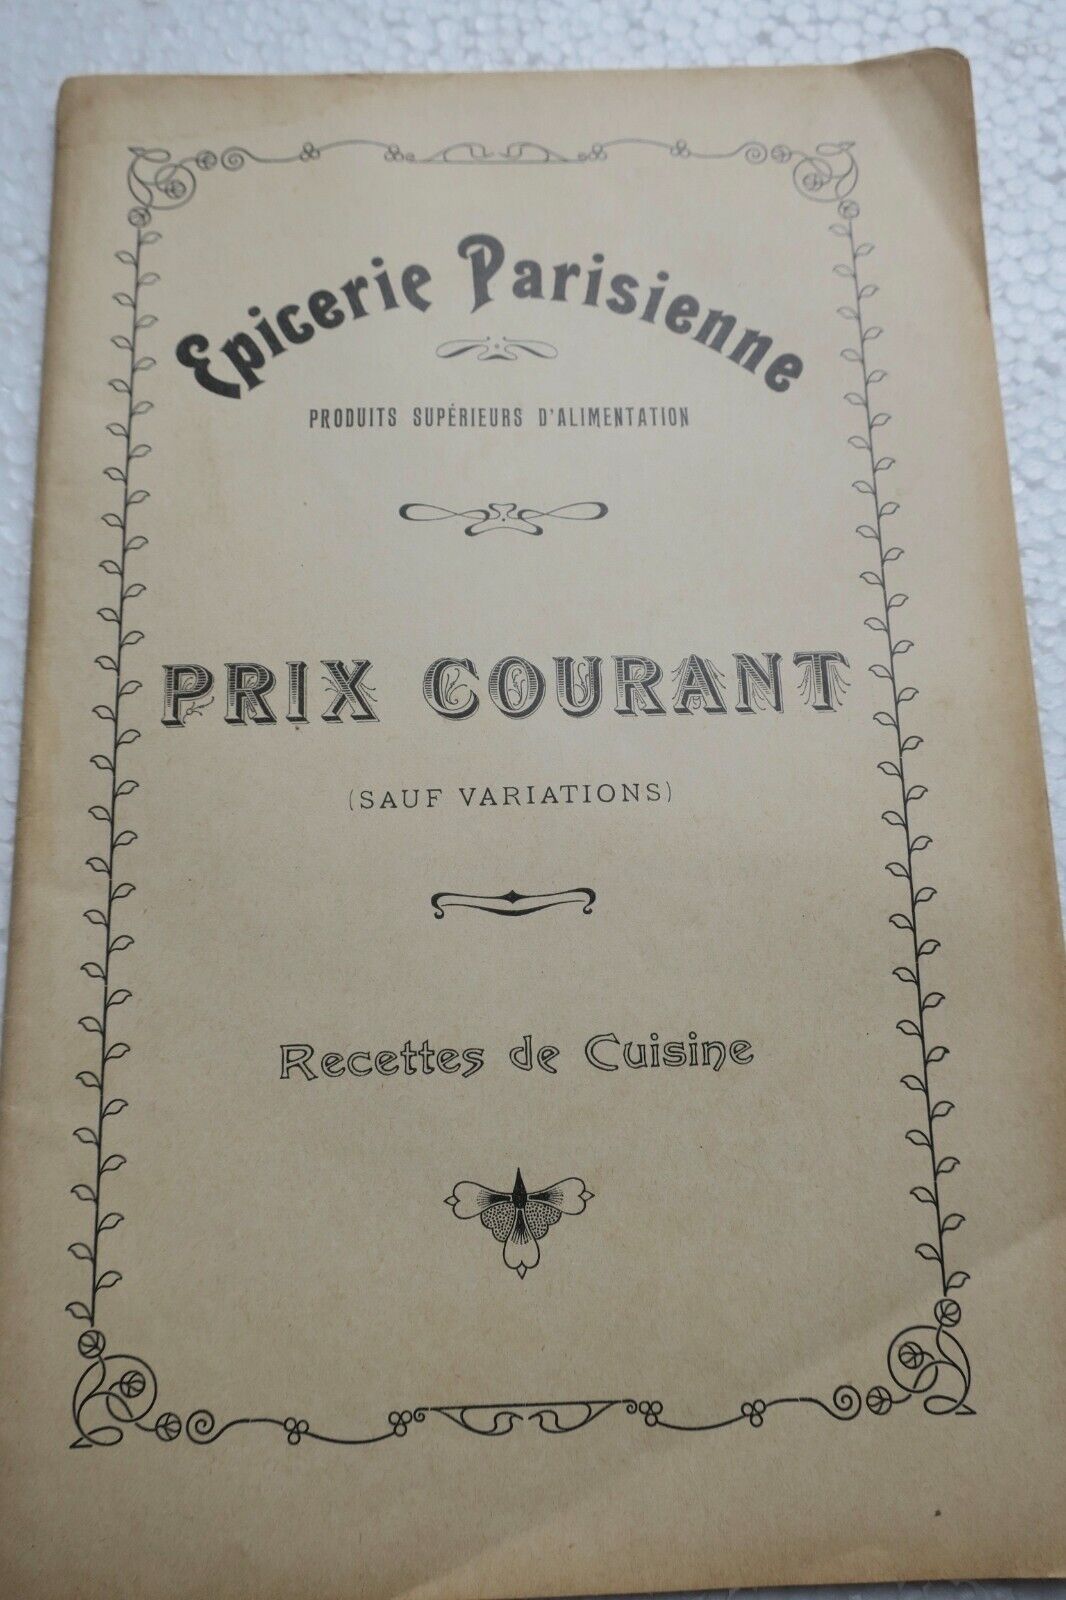 Epicerie Parisienne
PRODUITS SUPÉRIEURS D'ALIMENTATION
PRIX COURANT
(SAUF VARIATIONS)
Recettes de Cuisine